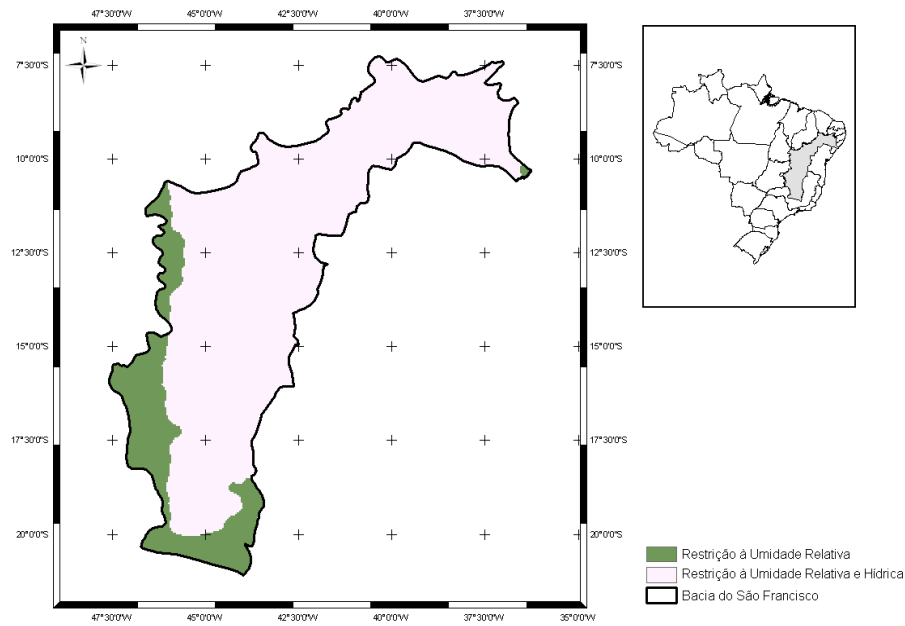 47°30'0"W 45°0'0"W 42°30'0"W 40°0'0"W 37°30'0"W 35°0'0"W
N
7°30'0"S 7°30'0"S
10°0'0"S 10°0'0"S
12°30'0"S 12°30'0"S
15°0'0"S 15°0'0"S
17°30'0"S 17°30'0"S
20°0'0"S 20°0'0"S
47°30'0"W 45°0'0"W 42°30'0"W 40°0'0"W 37°30'0"W 35°0'0"W
Restrição à Umidade Relativa
Restrição à Umidade Relativa e Hídrica
Bacia do São Francisco